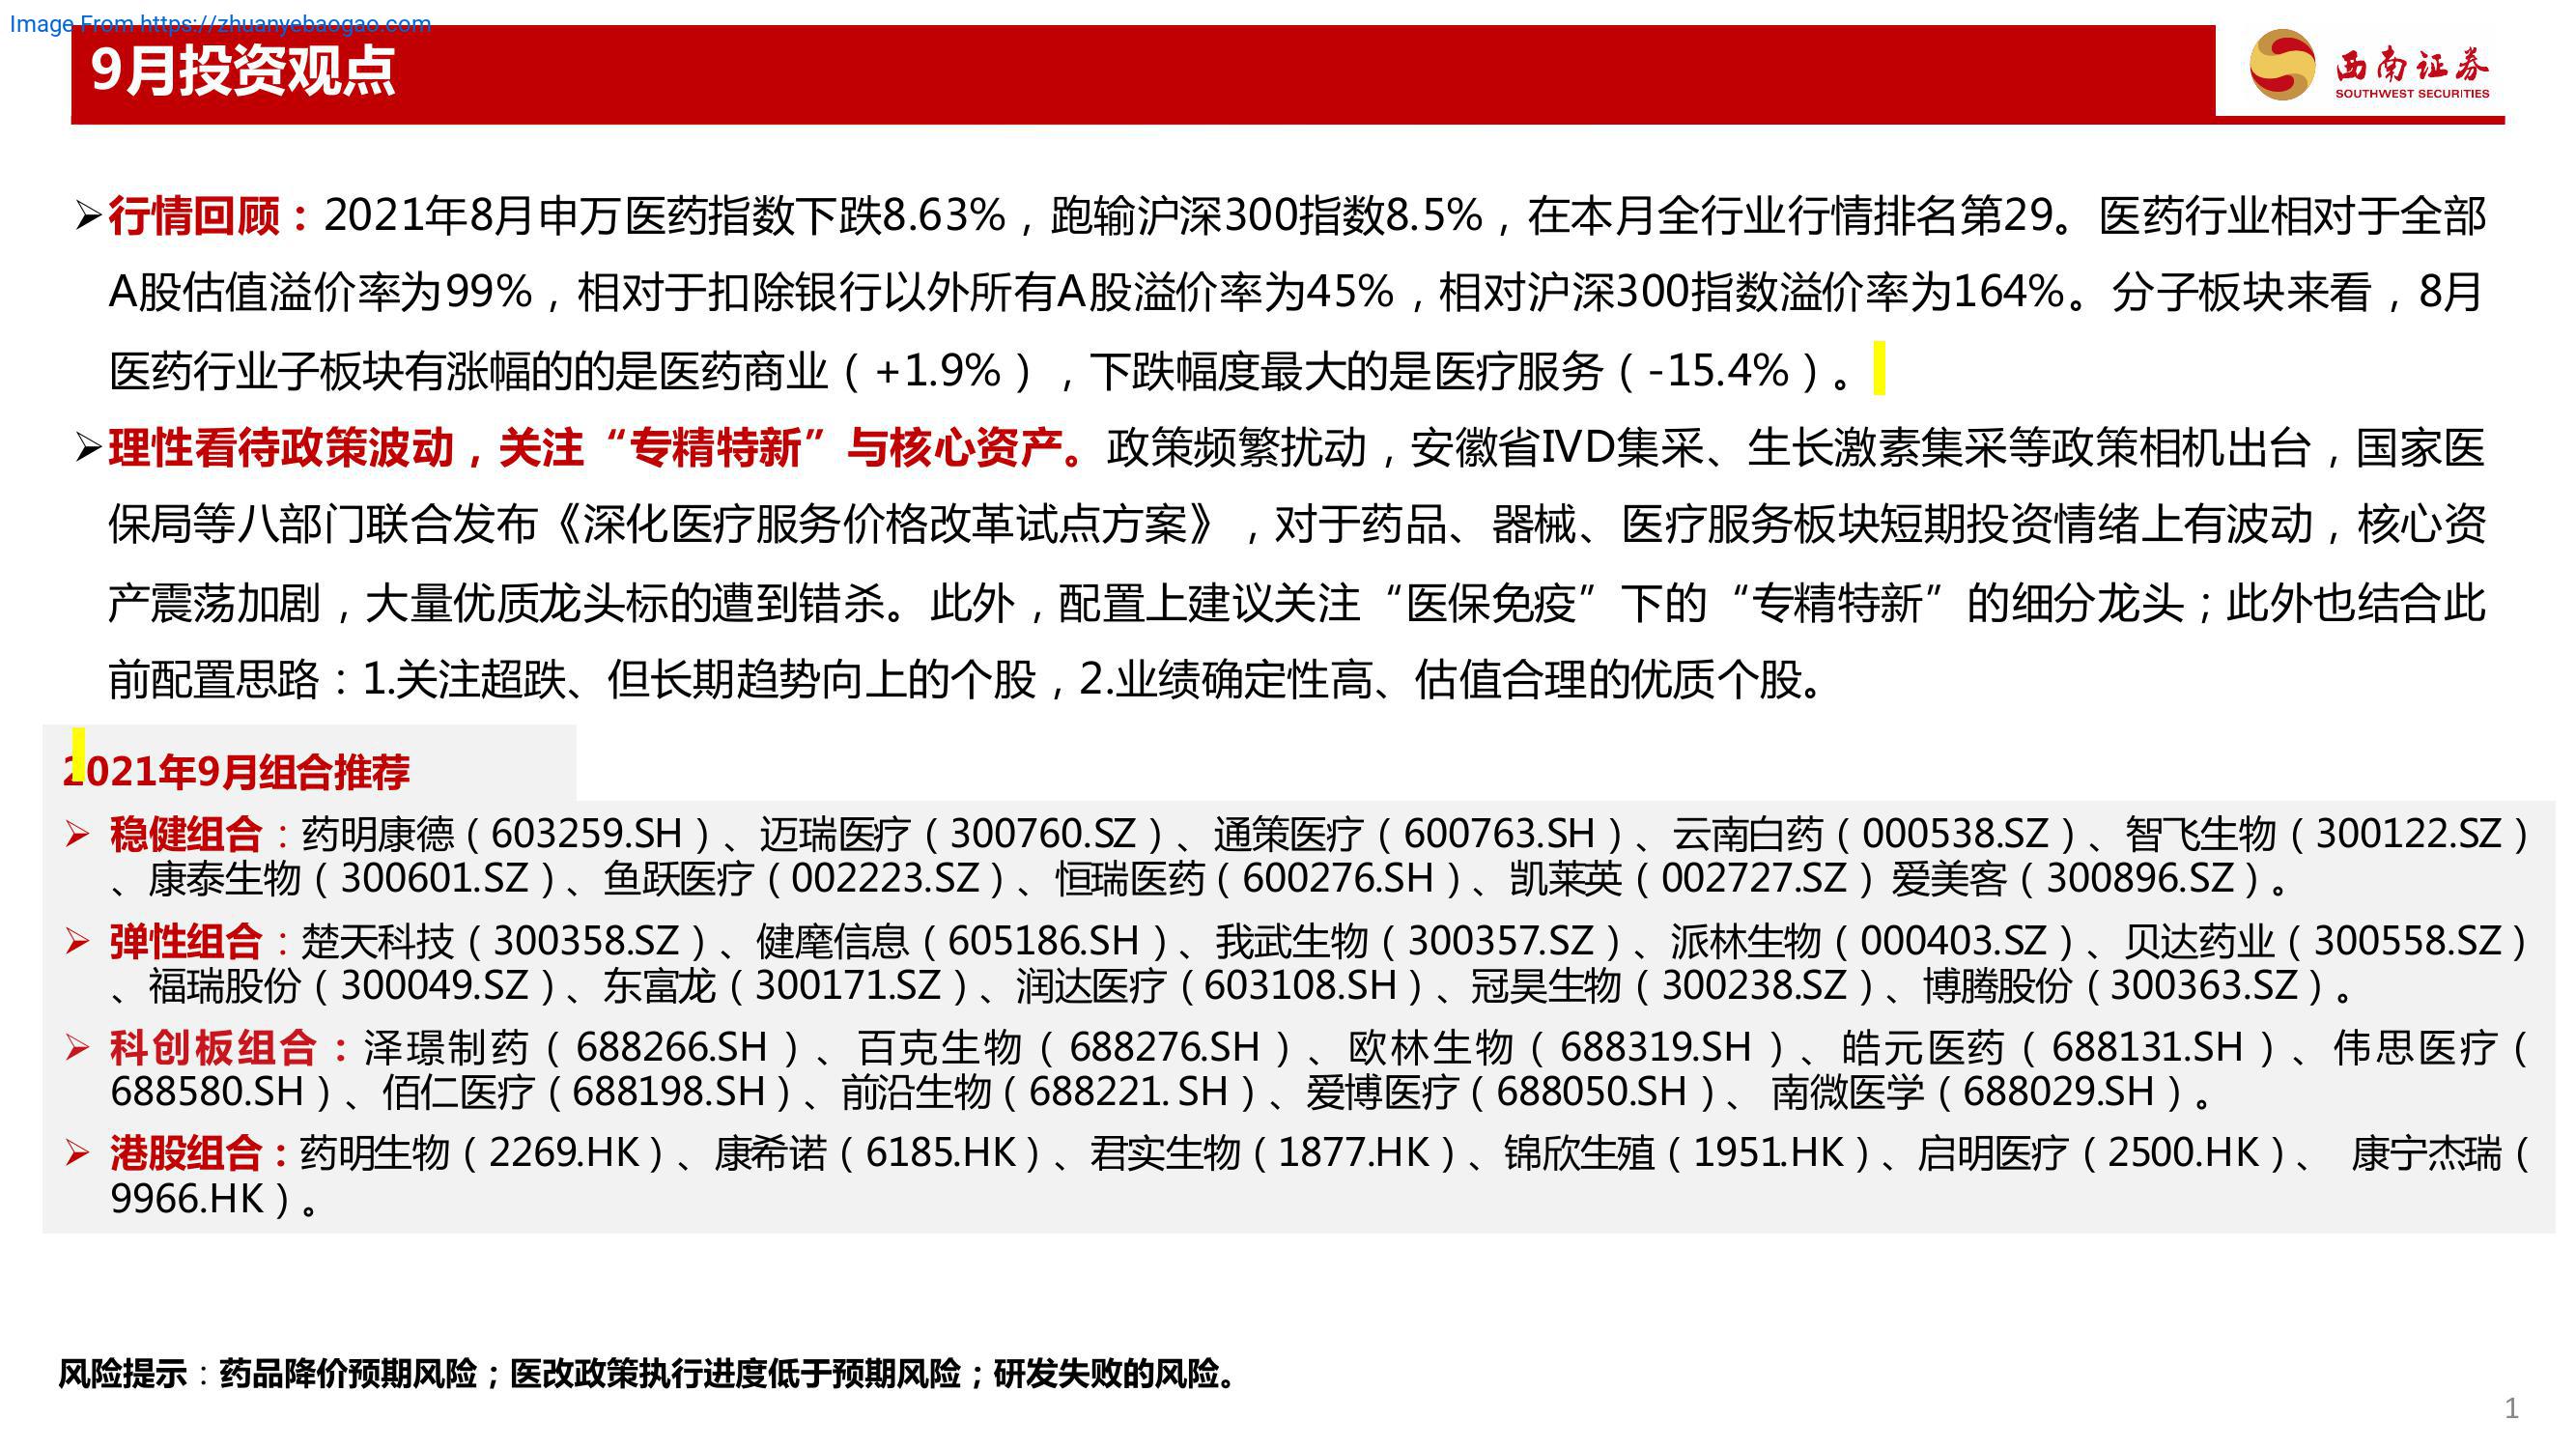 Image From https://zhuanyebaogao.com
9月投资观点
西南证券
SOUTHWEST SECURITIES
➢行情回顾：2021年8月申万医药指数下跌8.63%，跑输沪深300指数8.5%，在本月全行业行情排名第29。医药行业相对于全部
A股估值溢价率为99%，相对于扣除银行以外所有A股溢价率为45%，相对沪深300指数溢价率为164%。分子板块来看，8月
医药行业子板块有涨幅的的是医药商业（+1.9%），下跌幅度最大的是医疗服务（-15.4%）。
➢理性看待政策波动，关注“专精特新”与核心资产。政策频繁扰动，安徽省IVD集采、生长激素集采等政策相机出台，国家医
保局等八部门联合发布《深化医疗服务价格改革试点方案》，对于药品、器械、医疗服务板块短期投资情绪上有波动，核心资
产震荡加剧，大量优质龙头标的遭到错杀。此外，配置上建议关注“医保免疫”下的“专精特新”的细分龙头；此外也结合此
前配置思路：1.关注超跌、但长期趋势向上的个股，2.业绩确定性高、估值合理的优质个股。
2021年9月组合推荐
➢ 稳健组合：药明康德（603259.SH）、迈瑞医疗（300760.SZ）、通策医疗（600763.SH）、云南白药（000538.SZ）、智飞生物（300122.SZ）
、康泰生物（300601.SZ）、鱼跃医疗（002223.SZ）、恒瑞医药（600276.SH）、凯莱英（002727.SZ）爱美客（300896.SZ）。
➢ 弹性组合：楚天科技（300358.SZ）、健麾信息（605186.SH）、我武生物（300357.SZ）、派林生物（000403.SZ）、贝达药业（300558.SZ）
、福瑞股份（300049.SZ）、东富龙（300171.SZ）、润达医疗（603108.SH）、冠昊生物（300238.SZ）、博腾股份（300363.SZ）。
➢ 科创板组合：泽璟制药（688266.SH）、百克生物（688276.SH）、欧林生物（688319.SH）、皓元医药（688131.SH）、伟思医疗（
688580.SH）、佰仁医疗（688198.SH）、前沿生物（688221. SH）、爱博医疗（688050.SH）、 南微医学（688029.SH）。
➢ 港股组合：药明生物（2269.HK）、康希诺（6185.HK）、君实生物（1877.HK）、锦欣生殖（1951.HK）、启明医疗（2500.HK）、 康宁杰瑞（
9966.HK）。
风险提示：药品降价预期风险；医改政策执行进度低于预期风险；研发失败的风险。
1